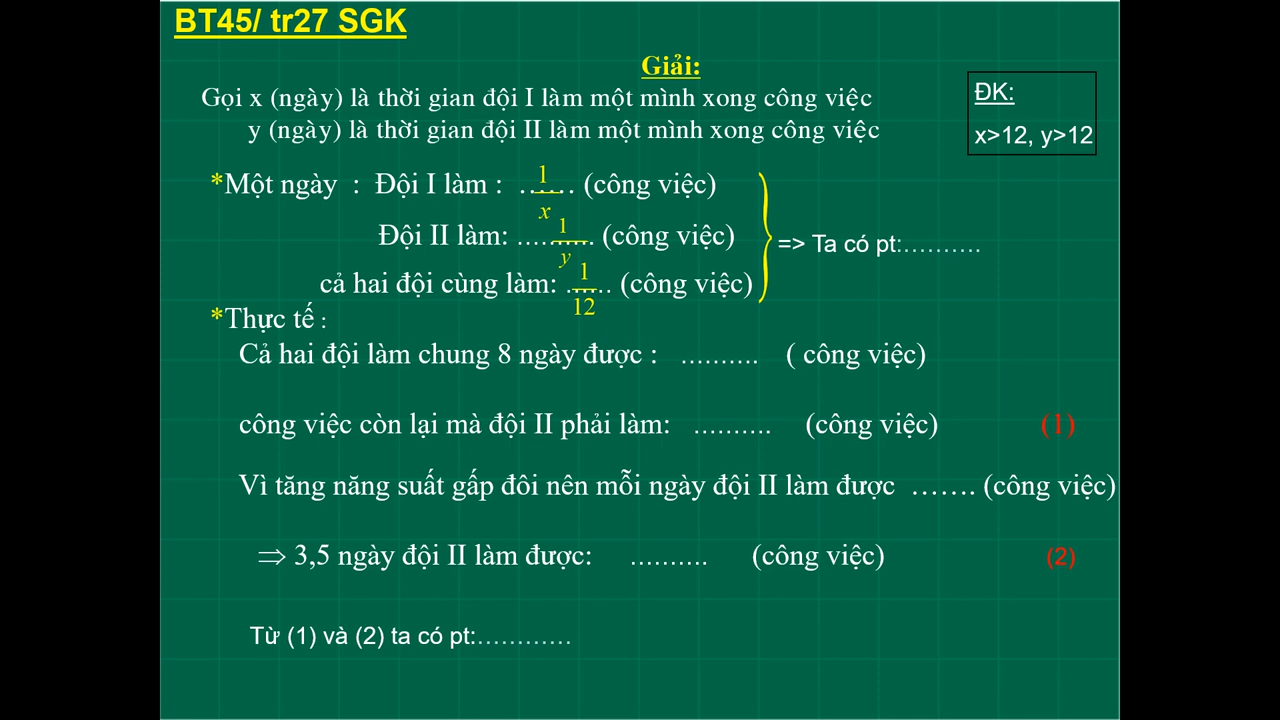 BT45/ tr27 SGK
Giải:
Gọi x (ngày) là thời gian đội I làm một mình xong công việc
y (ngày) là thời gian đội II làm một mình xong công việc
ĐK:
x>12, y>12
*Một ngày : Đội I làm : …1/x… (công việc)
Đội II làm: ....1/y.... (công việc)
cả hai đội cùng làm: ...1/12... (công việc)
=> Ta có pt:……….
*Thực tế :
Cả hai đội làm chung 8 ngày được : ………. ( công việc)
công việc còn lại mà đội II phải làm: ………. (công việc) (1)
Vì tăng năng suất gấp đôi nên mỗi ngày đội II làm được ……. (công việc)
⇒ 3,5 ngày đội II làm được: ………. (công việc) (2)
Từ (1) và (2) ta có pt:…………